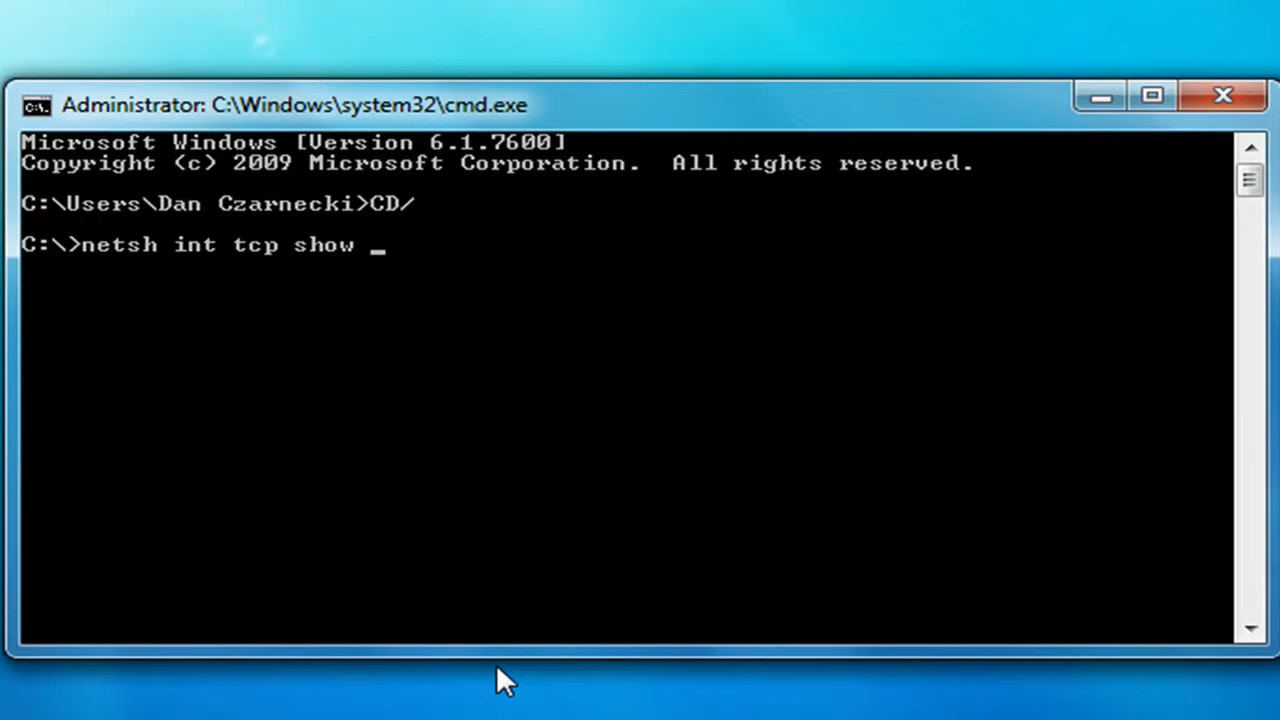 Administrator: C:\Windows\system32\cmd.exe
Microsoft Windows [Version 6.1.7600]
Copyright (c) 2009 Microsoft Corporation.  All rights reserved.
C:\Users\Dan Czarnecki>CD/
C:\>netsh int tcp show _